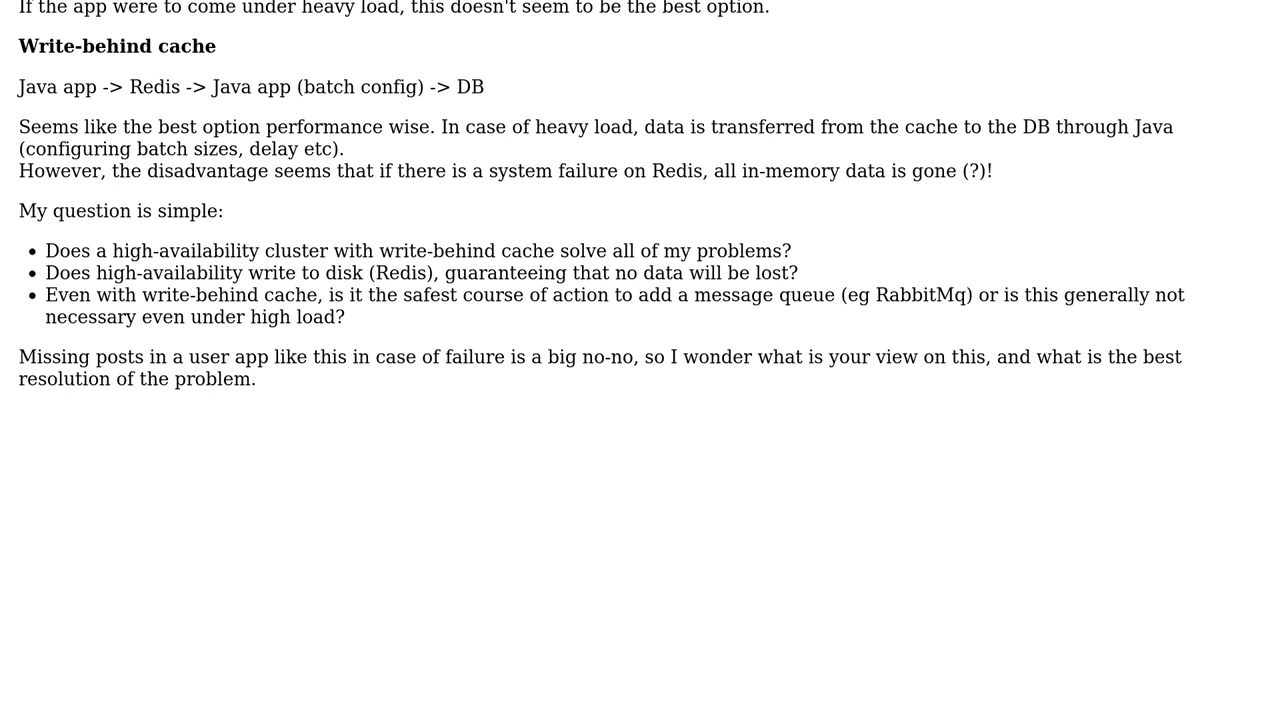 If the app were to come under heavy load, this doesn't seem to be the best option.
Write-behind cache
Java app -> Redis -> Java app (batch config) -> DB
Seems like the best option performance wise. In case of heavy load, data is transferred from the cache to the DB through Java
(configuring batch sizes, delay etc).
However, the disadvantage seems that if there is a system failure on Redis, all in-memory data is gone (?)!
My question is simple:
• Does a high-availability cluster with write-behind cache solve all of my problems?
• Does high-availability write to disk (Redis), guaranteeing that no data will be lost?
• Even with write-behind cache, is it the safest course of action to add a message queue (eg RabbitMq) or is this generally not
necessary even under high load?
Missing posts in a user app like this in case of failure is a big no-no, so I wonder what is your view on this, and what is the best
resolution of the problem.